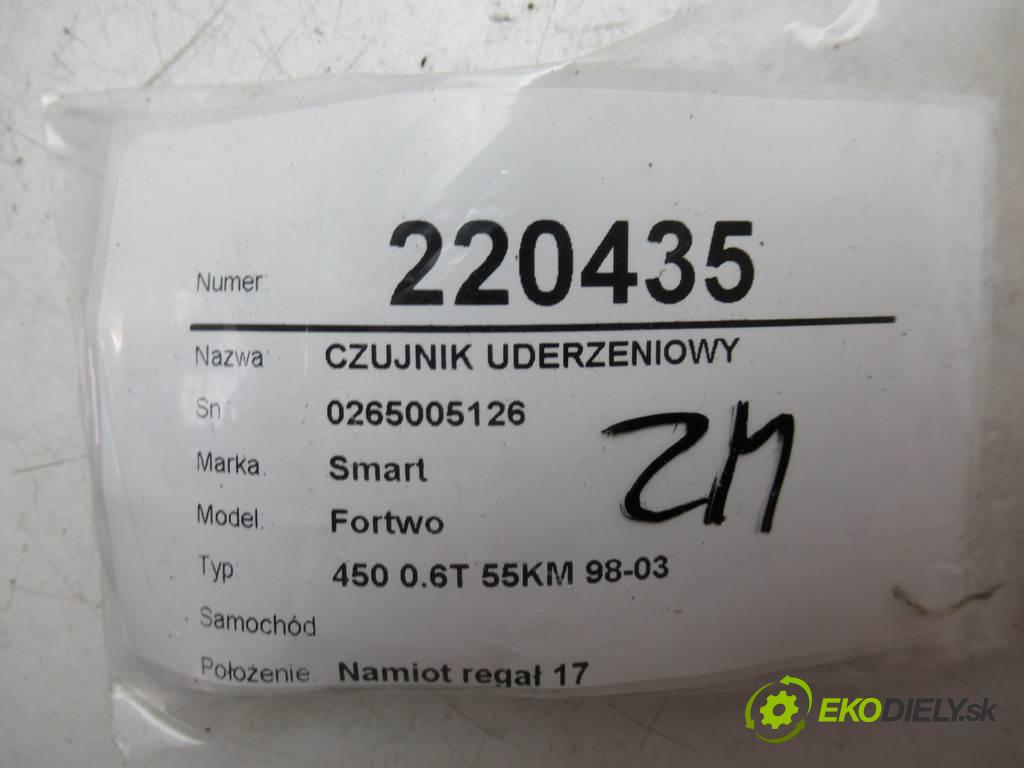 Numer: 220435
Nazwa: CZUJNIK UDERZENIOWY
Sn: 0265005126
Marka: Smart
Model: Fortwo
Typ: 450 0.6T 55KM 98-03
Samochód
Położenie: Namiot regał 17
EKODIELY.sk